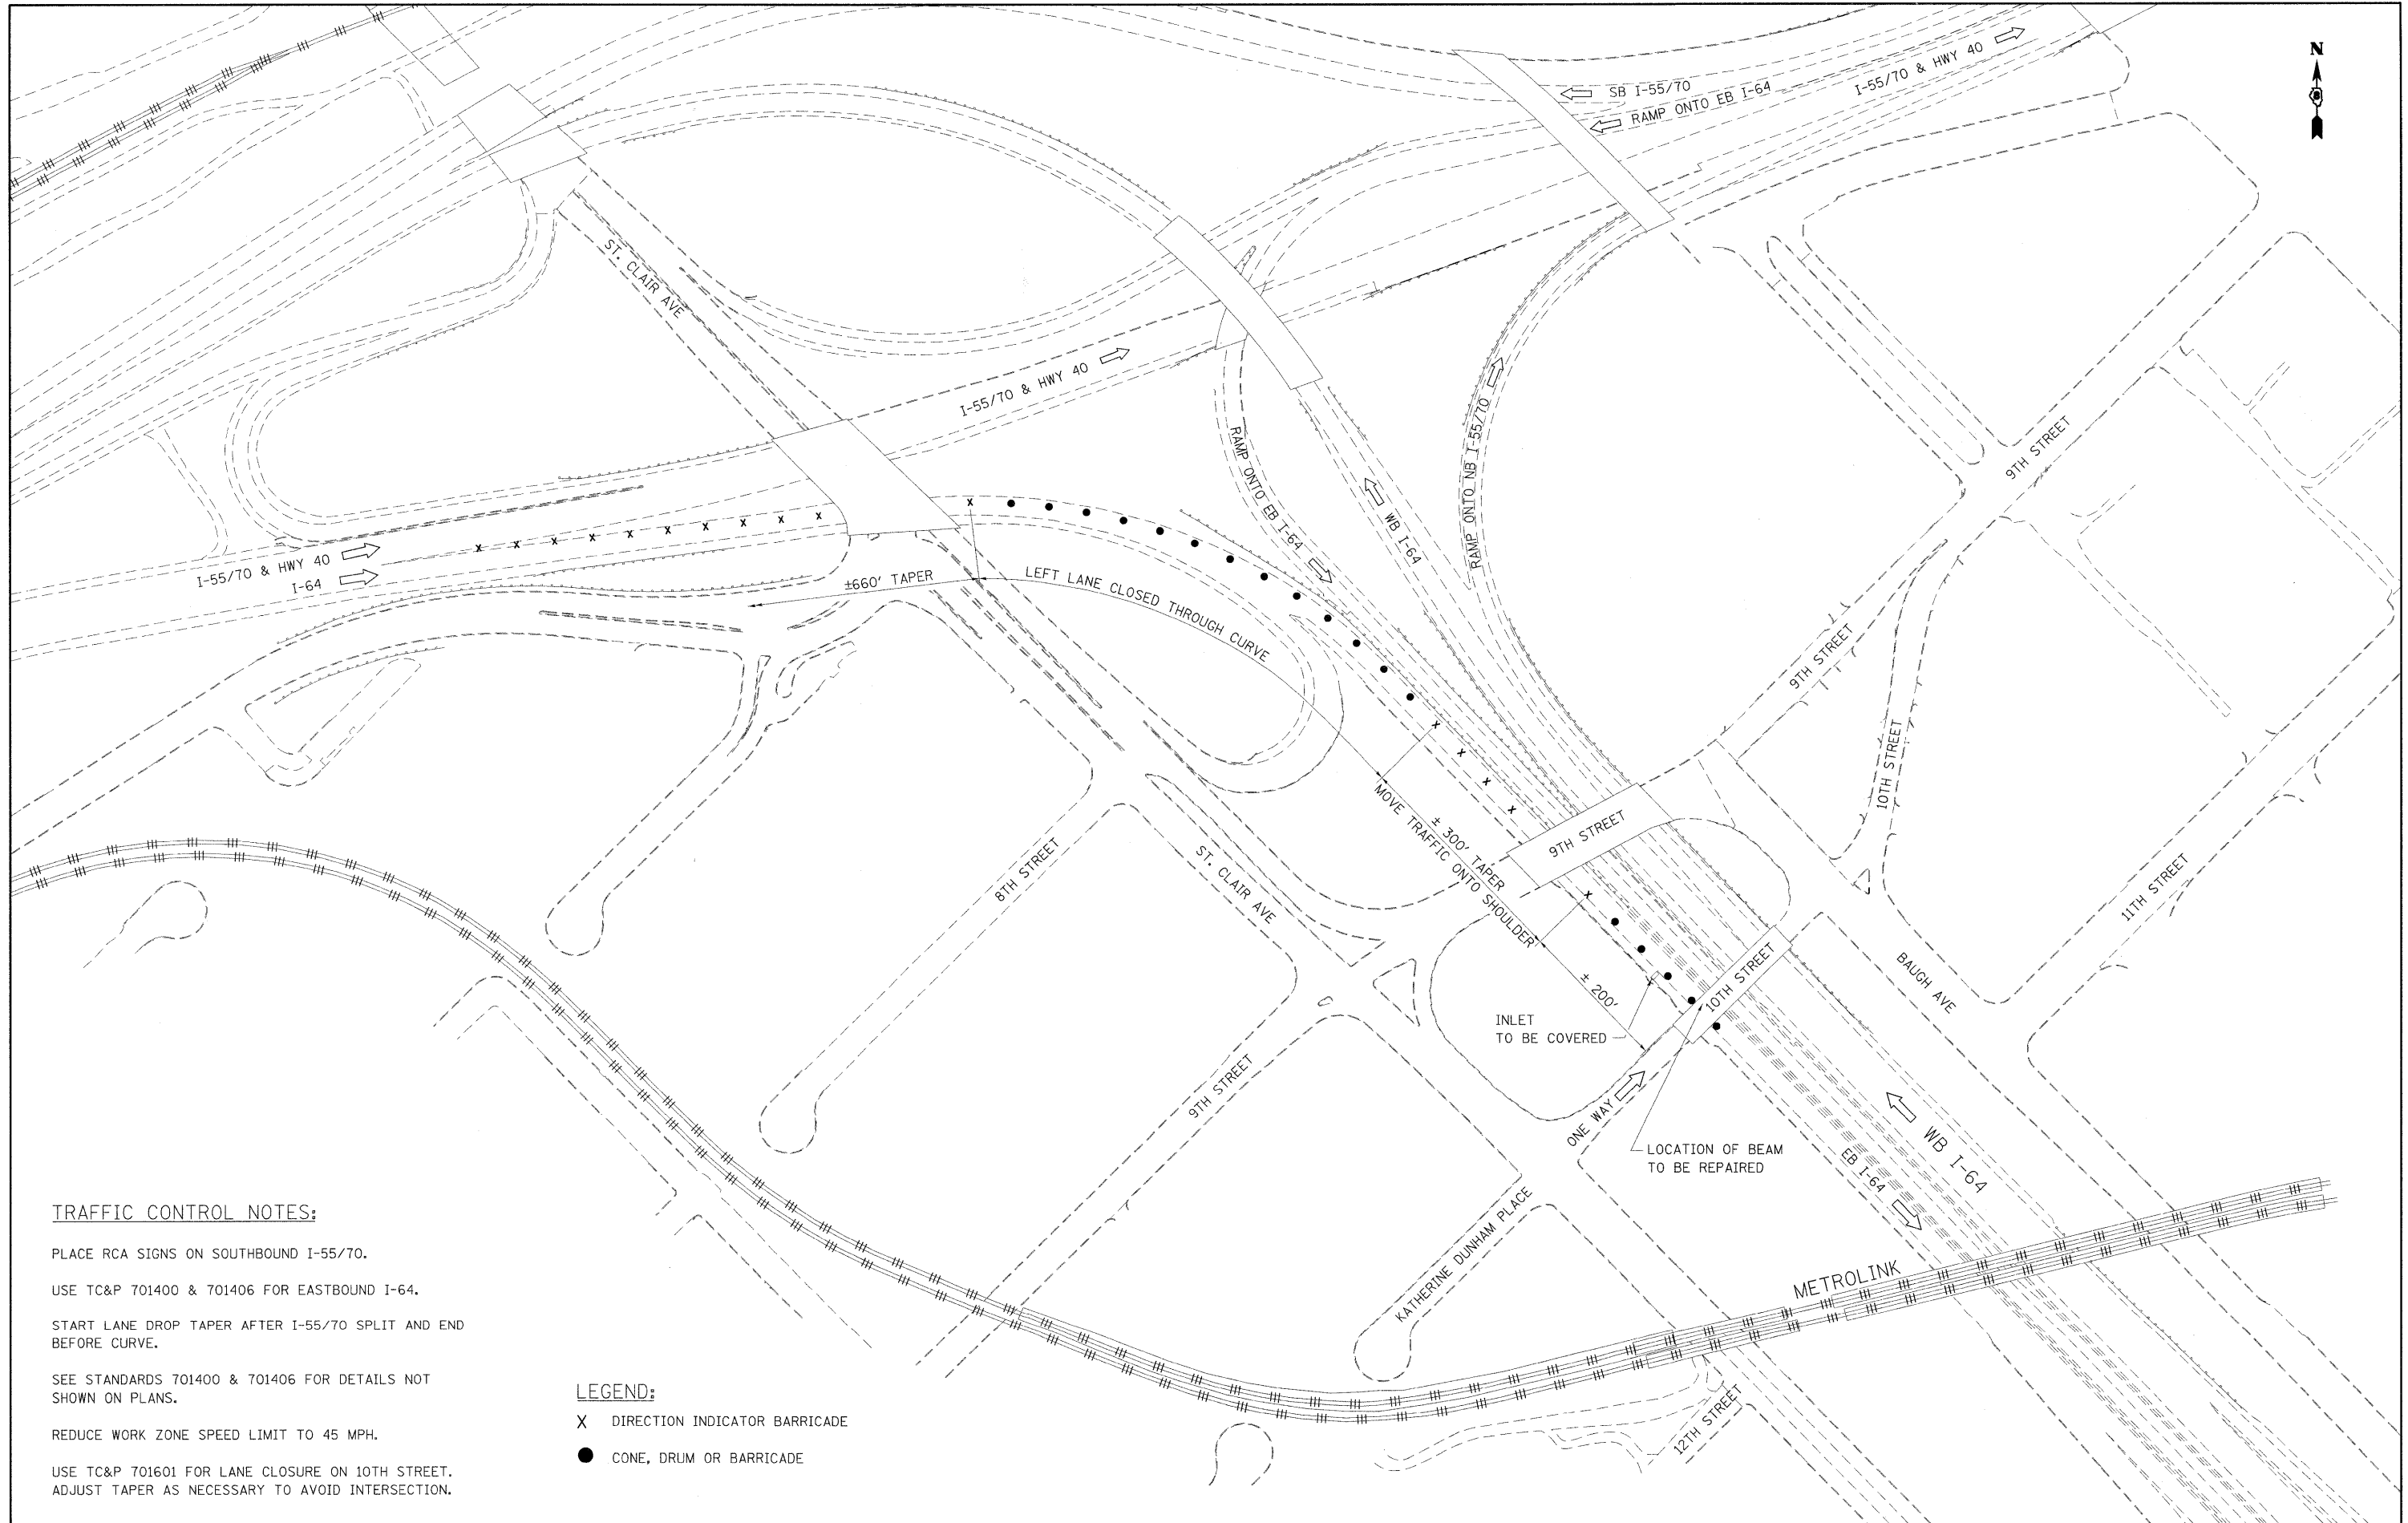 N
SB I-55/70
RAMP ONTO EB I-64
I-55/70 & HWY 40
ST. CLAIR AVE
I-55/70 & HWY 40
RAMP ONTO EB I-64
WB I-64
RAMP ONTO NB I-55/70
9TH STREET
I-55/70 & HWY 40
I-64
±660' TAPER
LEFT LANE CLOSED THROUGH CURVE
9TH STREET
10TH STREET
± 300' TAPER
MOVE TRAFFIC ONTO SHOULDER
9TH STREET
8TH STREET
ST. CLAIR AVE
11TH STREET
BAUGH AVE
10TH STREET
± 200'
INLET
TO BE COVERED
9TH STREET
ONE WAY
LOCATION OF BEAM
TO BE REPAIRED
WB I-64
EB I-64
KATHERINE DUNHAM PLACE
METROLINK
12TH STREET
TRAFFIC CONTROL NOTES:
PLACE RCA SIGNS ON SOUTHBOUND I-55/70.
USE TC&P 701400 & 701406 FOR EASTBOUND I-64.
START LANE DROP TAPER AFTER I-55/70 SPLIT AND END
BEFORE CURVE.
SEE STANDARDS 701400 & 701406 FOR DETAILS NOT
SHOWN ON PLANS.
REDUCE WORK ZONE SPEED LIMIT TO 45 MPH.
USE TC&P 701601 FOR LANE CLOSURE ON 10TH STREET.
ADJUST TAPER AS NECESSARY TO AVOID INTERSECTION.
LEGEND:
X DIRECTION INDICATOR BARRICADE
CONE, DRUM OR BARRICADE